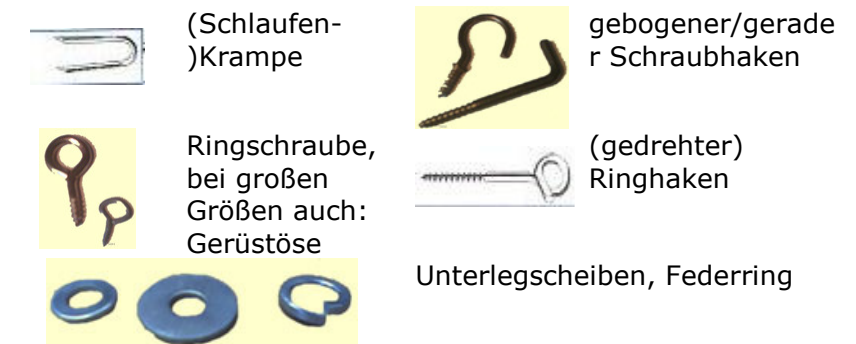 (Schlaufen-
)Krampe
gebogener/gerade
r Schraubhaken
Ringschraube,
bei großen
Größen auch:
Gerüstöse
(gedrehter)
Ringhaken
Unterlegscheiben, Federring